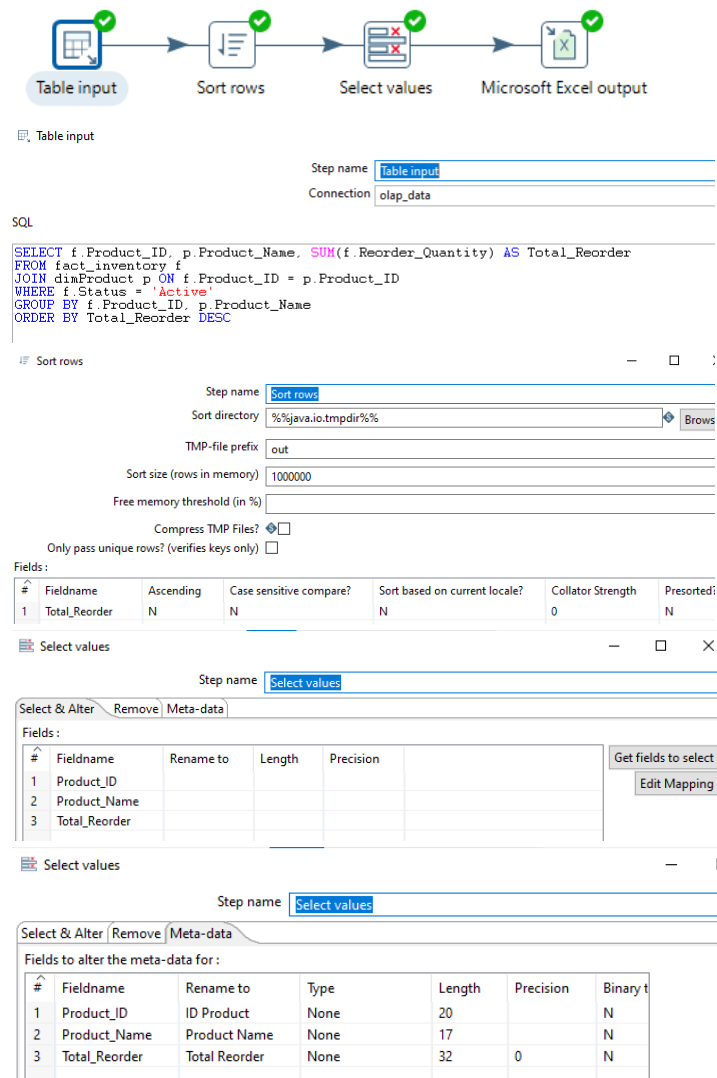 Table input Sort rows Select values Microsoft Excel output
Table input
Step name Table input
Connection olap_data
SQL
SELECT f.Product_ID, p.Product_Name, SUM(f.Reorder_Quantity) AS Total_Reorder
FROM fact_inventory f
JOIN dimProduct p ON f.Product_ID = p.Product_ID
WHERE f.Status = 'Active'
GROUP BY f.Product_ID, p.Product_Name
ORDER BY Total_Reorder DESC
Sort rows
Step name Sort rows
Sort directory %%java.io.tmpdir%% Brows
TMP-file prefix out
Sort size (rows in memory) 1000000
Free memory threshold (in %)
Compress TMP Files?
Only pass unique rows? (verifies keys only)
Fields :
# Fieldname Ascending Case sensitive compare? Sort based on current locale? Collator Strength Presorted?
1 Total_Reorder N N N 0 N
Select values
Step name Select values
Select & Alter Remove Meta-data
Fields :
# Fieldname Rename to Length Precision Get fields to select
1 Product_ID Edit Mapping
2 Product_Name
3 Total_Reorder
Select values
Step name Select values
Select & Alter Remove Meta-data
Fields to alter the meta-data for :
# Fieldname Rename to Type Length Precision Binary t
1 Product_ID ID Product None 20 N
2 Product_Name Product Name None 17 N
3 Total_Reorder Total Reorder None 32 0 N